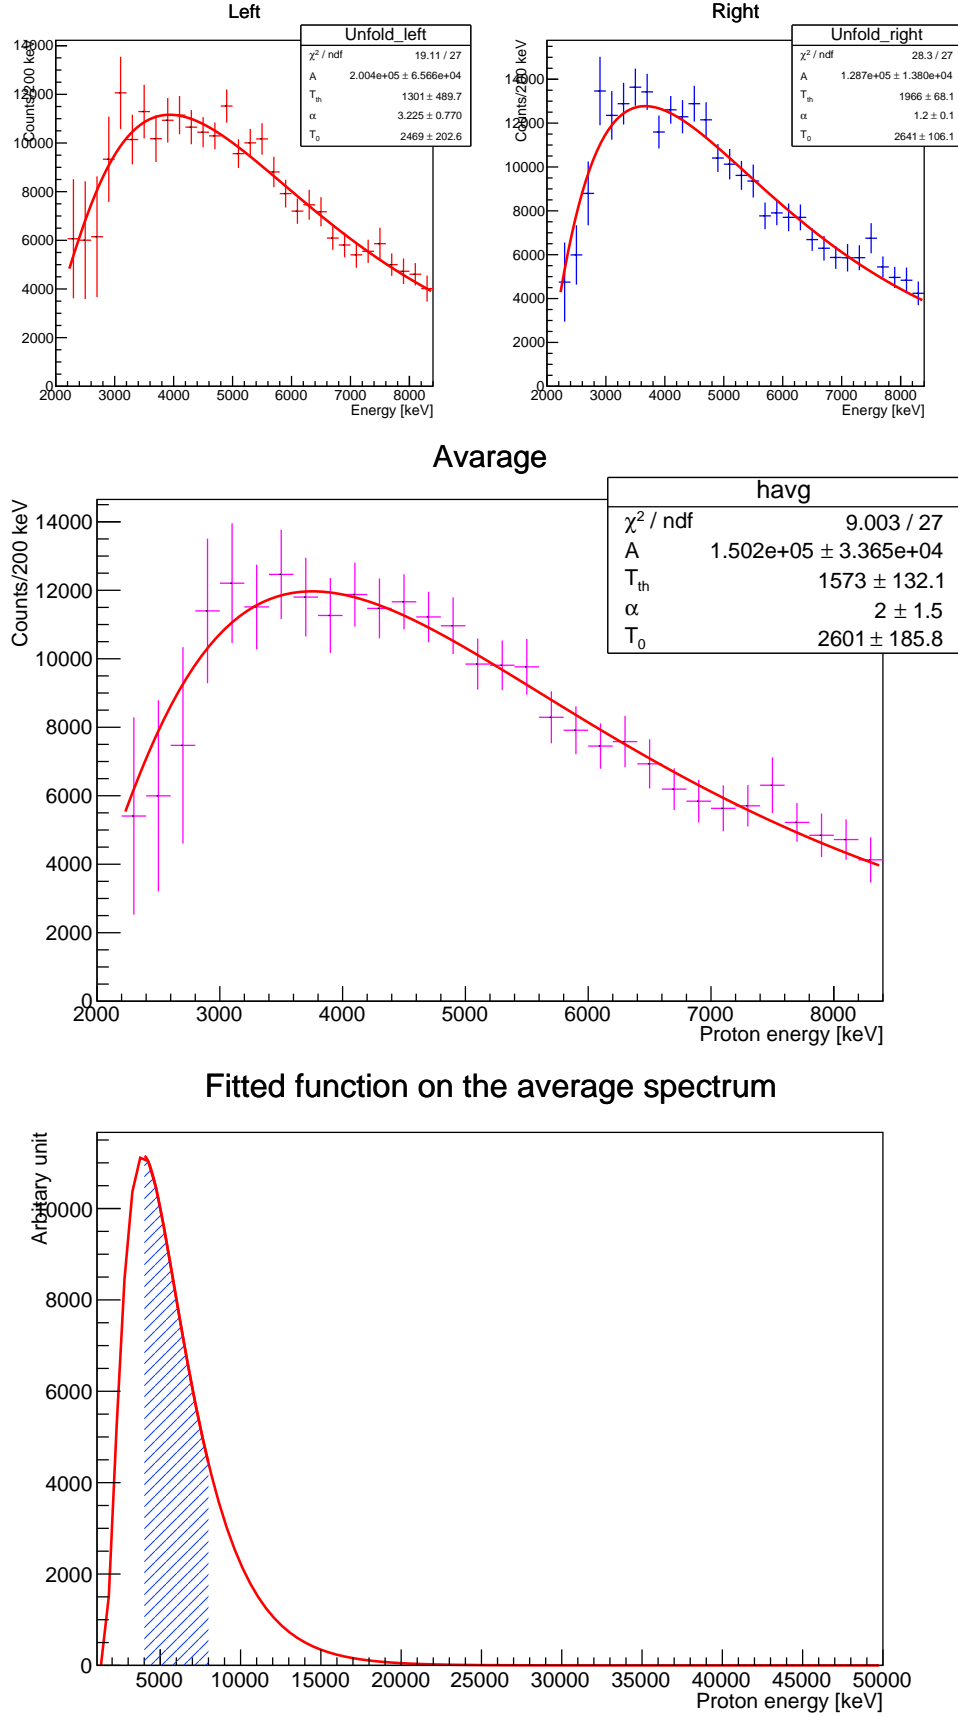 Left
Unfold_left
χ² / ndf 19.11 / 27
A 2.004e+05 ± 6.566e+04
T_th 1301 ± 489.7
α 3.225 ± 0.770
T_0 2469 ± 202.6
Counts/200 keV
14000
12000
10000
8000
6000
4000
2000
0
2000 3000 4000 5000 6000 7000 8000
Energy [keV]
Right
Unfold_right
χ² / ndf 28.3 / 27
A 1.287e+05 ± 1.380e+04
T_th 1966 ± 68.1
α 1.2 ± 0.1
T_0 2641 ± 106.1
Counts/200 keV
14000
12000
10000
8000
6000
4000
2000
0
2000 3000 4000 5000 6000 7000 8000
Energy [keV]
Avarage
havg
χ² / ndf 9.003 / 27
A 1.502e+05 ± 3.365e+04
T_th 1573 ± 132.1
α 2 ± 1.5
T_0 2601 ± 185.8
Counts/200 keV
14000
12000
10000
8000
6000
4000
2000
0
2000 3000 4000 5000 6000 7000 8000
Proton energy [keV]
Fitted function on the average spectrum
Arbitary unit
10000
8000
6000
4000
2000
0
5000 10000 15000 20000 25000 30000 35000 40000 45000 50000
Proton energy [keV]